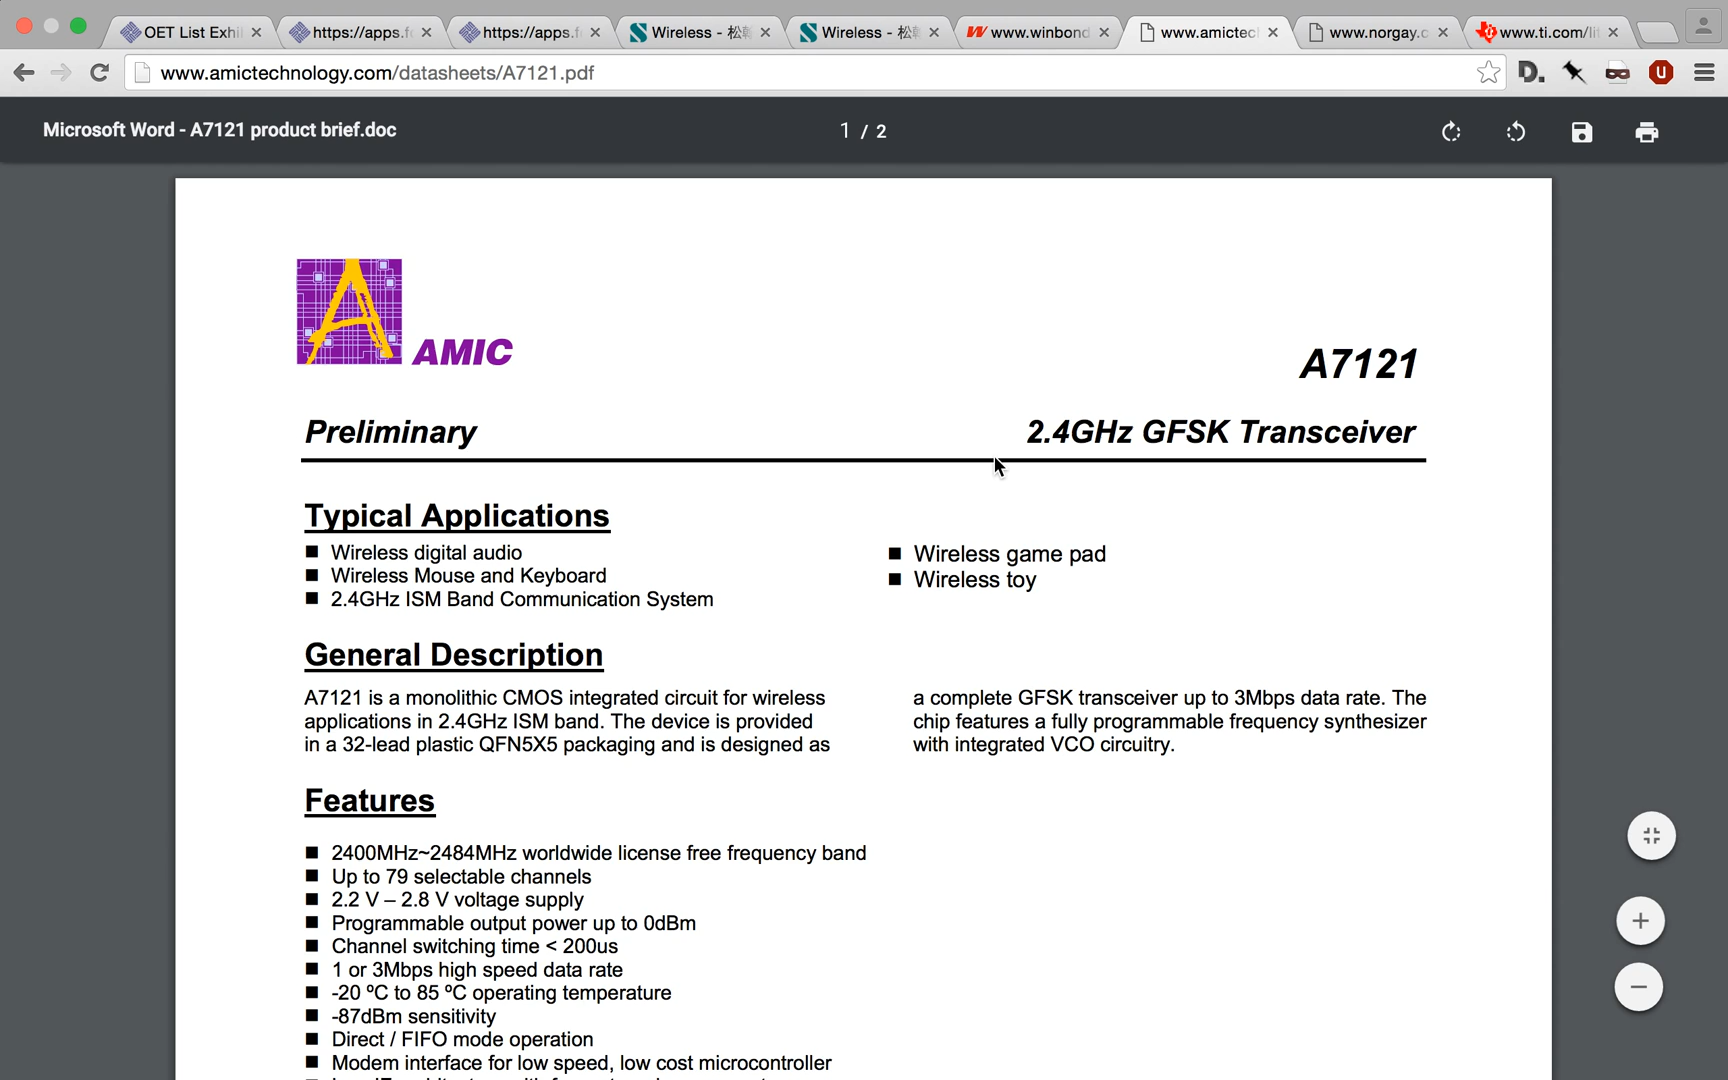 OET List Exhi
https://apps.f
https://apps.f
Wireless - 松
Wireless - 松
www.winbond
www.amictec
www.norgay.c
www.ti.com/lit
www.amictechnology.com/datasheets/A7121.pdf
D.
Microsoft Word - A7121 product brief.doc
1 / 2
A
AMIC
A7121
Preliminary
2.4GHz GFSK Transceiver
Typical Applications
■ Wireless digital audio
■ Wireless Mouse and Keyboard
■ 2.4GHz ISM Band Communication System
■ Wireless game pad
■ Wireless toy
General Description
A7121 is a monolithic CMOS integrated circuit for wireless
applications in 2.4GHz ISM band. The device is provided
in a 32-lead plastic QFN5X5 packaging and is designed as
a complete GFSK transceiver up to 3Mbps data rate. The
chip features a fully programmable frequency synthesizer
with integrated VCO circuitry.
Features
■ 2400MHz~2484MHz worldwide license free frequency band
■ Up to 79 selectable channels
■ 2.2 V – 2.8 V voltage supply
■ Programmable output power up to 0dBm
■ Channel switching time < 200us
■ 1 or 3Mbps high speed data rate
■ -20 ºC to 85 ºC operating temperature
■ -87dBm sensitivity
■ Direct / FIFO mode operation
■ Modem interface for low speed, low cost microcontroller